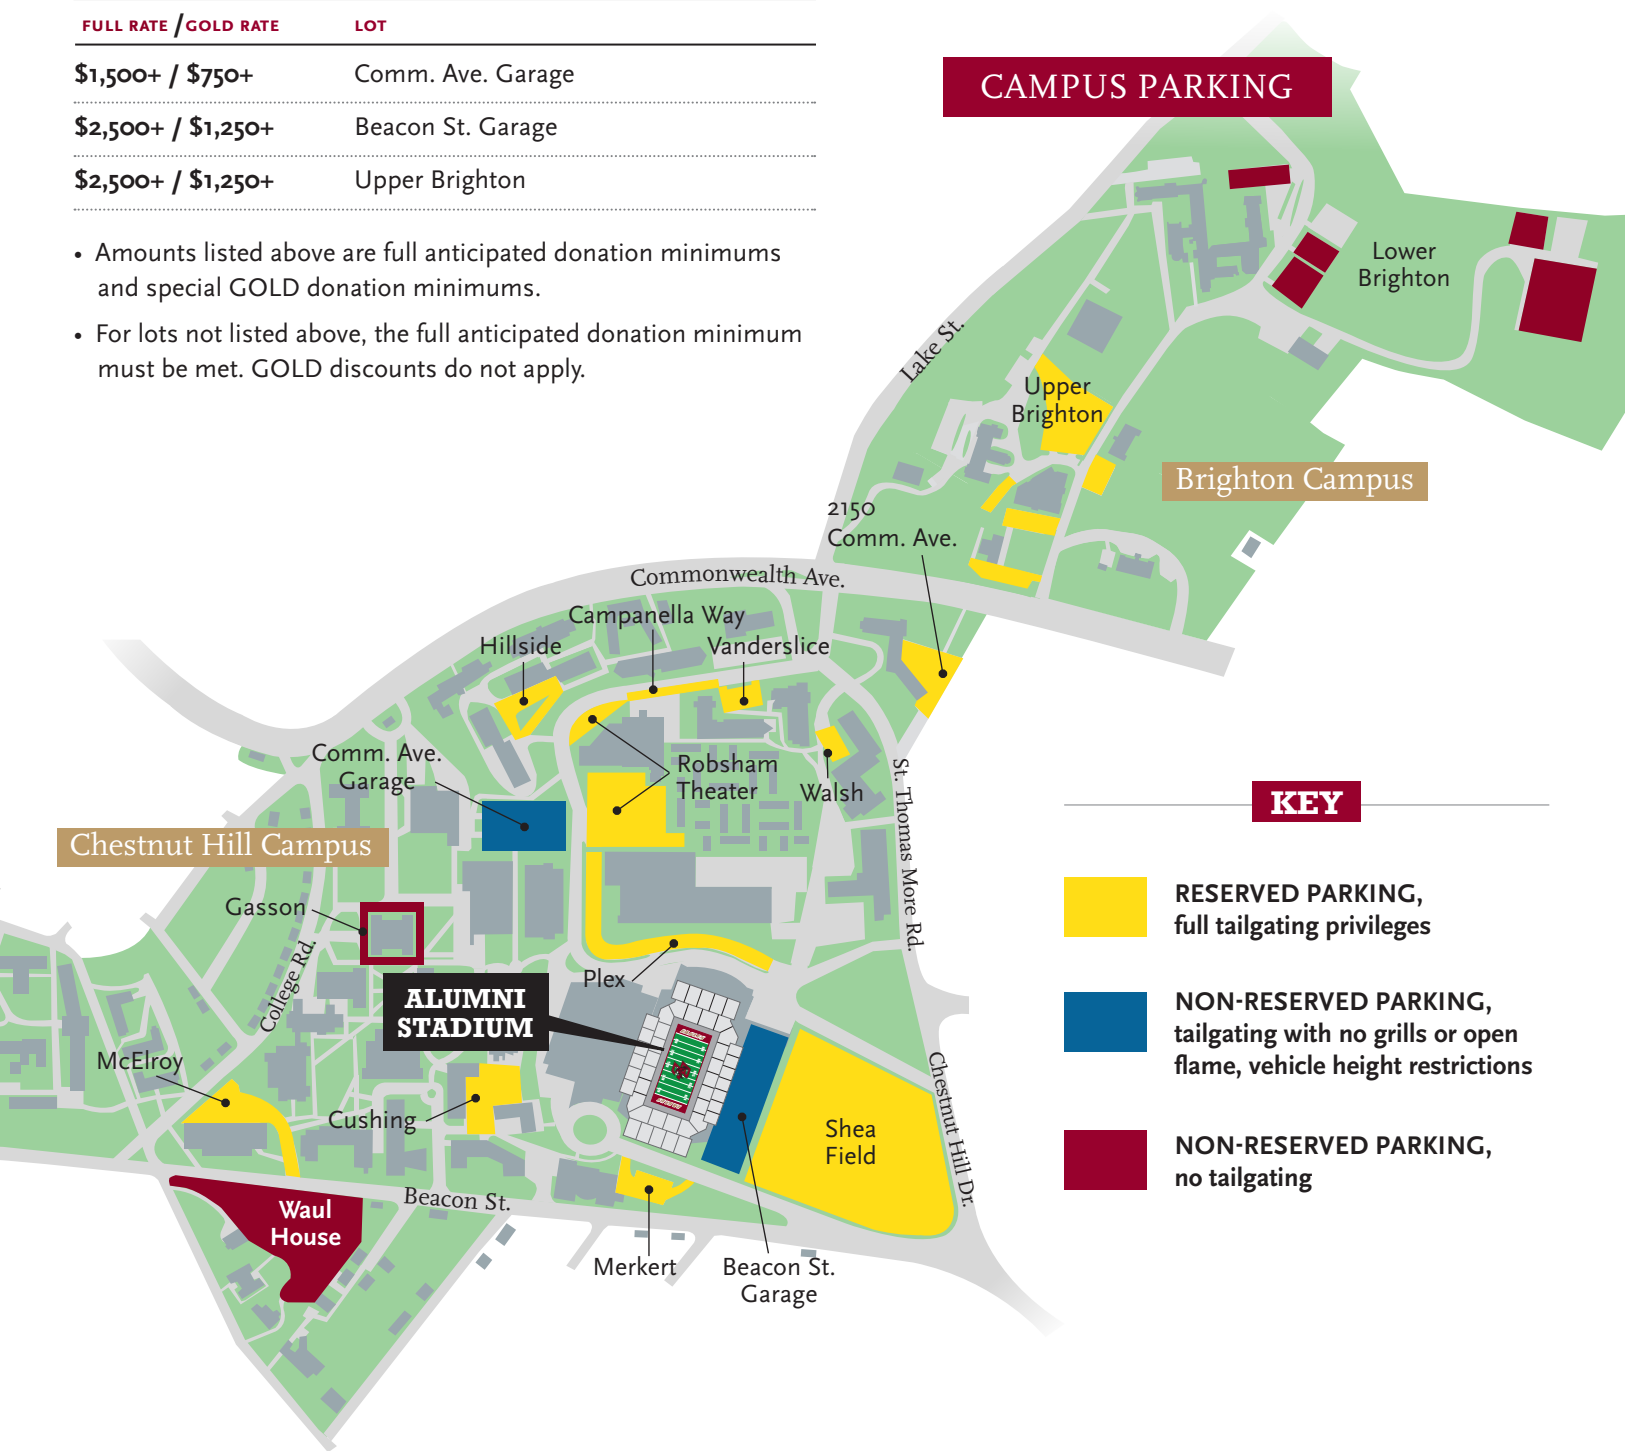 FULL RATE / GOLD RATE LOT
$1,500+ / $750+ Comm. Ave. Garage
$2,500+ / $1,250+ Beacon St. Garage
$2,500+ / $1,250+ Upper Brighton
• Amounts listed above are full anticipated donation minimums
and special GOLD donation minimums.
• For lots not listed above, the full anticipated donation minimum
must be met. GOLD discounts do not apply.
CAMPUS PARKING
Lower
Brighton
Lake St.
Upper
Brighton
Brighton Campus
2150
Comm. Ave.
Commonwealth Ave.
Campanella Way
Hillside
Vanderslice
Comm. Ave.
Garage
Robsham
Theater
Walsh
St. Thomas More Rd.
Chestnut Hill Campus
Gasson
College Rd.
Plex
ALUMNI
STADIUM
McElroy
Cushing
Shea
Field
Chestnut Hill Dr.
Beacon St.
Waul
House
Merkert
Beacon St.
Garage
KEY
RESERVED PARKING,
full tailgating privileges
NON-RESERVED PARKING,
tailgating with no grills or open
flame, vehicle height restrictions
NON-RESERVED PARKING,
no tailgating